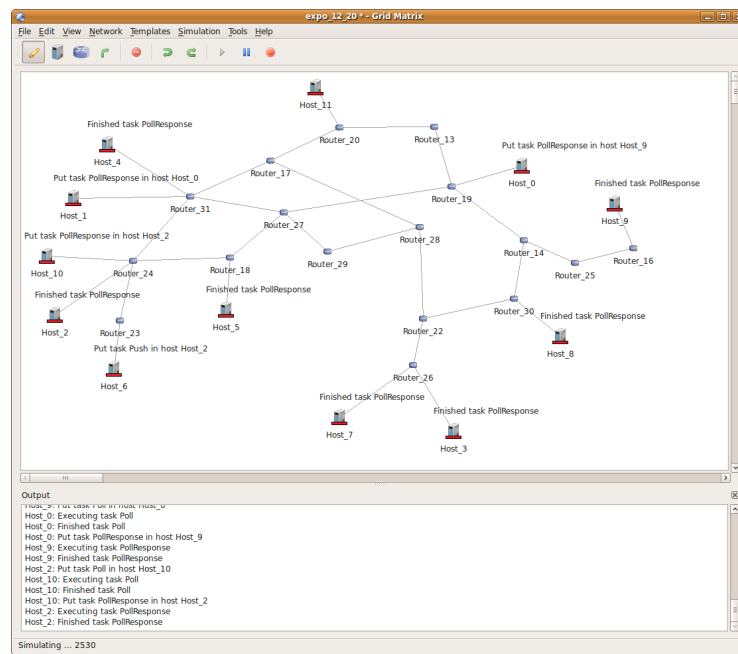 expo_12_20 * - Grid Matrix
File Edit View Network Templates Simulation Tools Help
Host_11
Finished task PollResponse
Router_20
Router_13
Host_4
Put task PollResponse in host Host_9
Router_17
Put task PollResponse in host Host_0
Host_0
Finished task PollResponse
Host_1
Router_31
Router_19
Host_9
Router_27
Put task PollResponse in host Host_2
Router_28
Router_14
Host_10
Router_24
Router_18
Router_29
Router_25
Router_16
Finished task PollResponse
Finished task PollResponse
Host_2
Router_23
Host_5
Router_22
Router_30
Finished task PollResponse
Put task Push in host Host_2
Host_8
Host_6
Router_26
Finished task PollResponse
Finished task PollResponse
Host_7
Host_3
Output
Host_9: Put task Poll in host Host_0
Host_0: Executing task Poll
Host_0: Finished task Poll
Host_0: Put task PollResponse in host Host_9
Host_9: Executing task PollResponse
Host_9: Finished task PollResponse
Host_2: Put task Poll in host Host_10
Host_10: Executing task Poll
Host_10: Finished task Poll
Host_10: Put task PollResponse in host Host_2
Host_2: Executing task PollResponse
Host_2: Finished task PollResponse
Simulating ... 2530